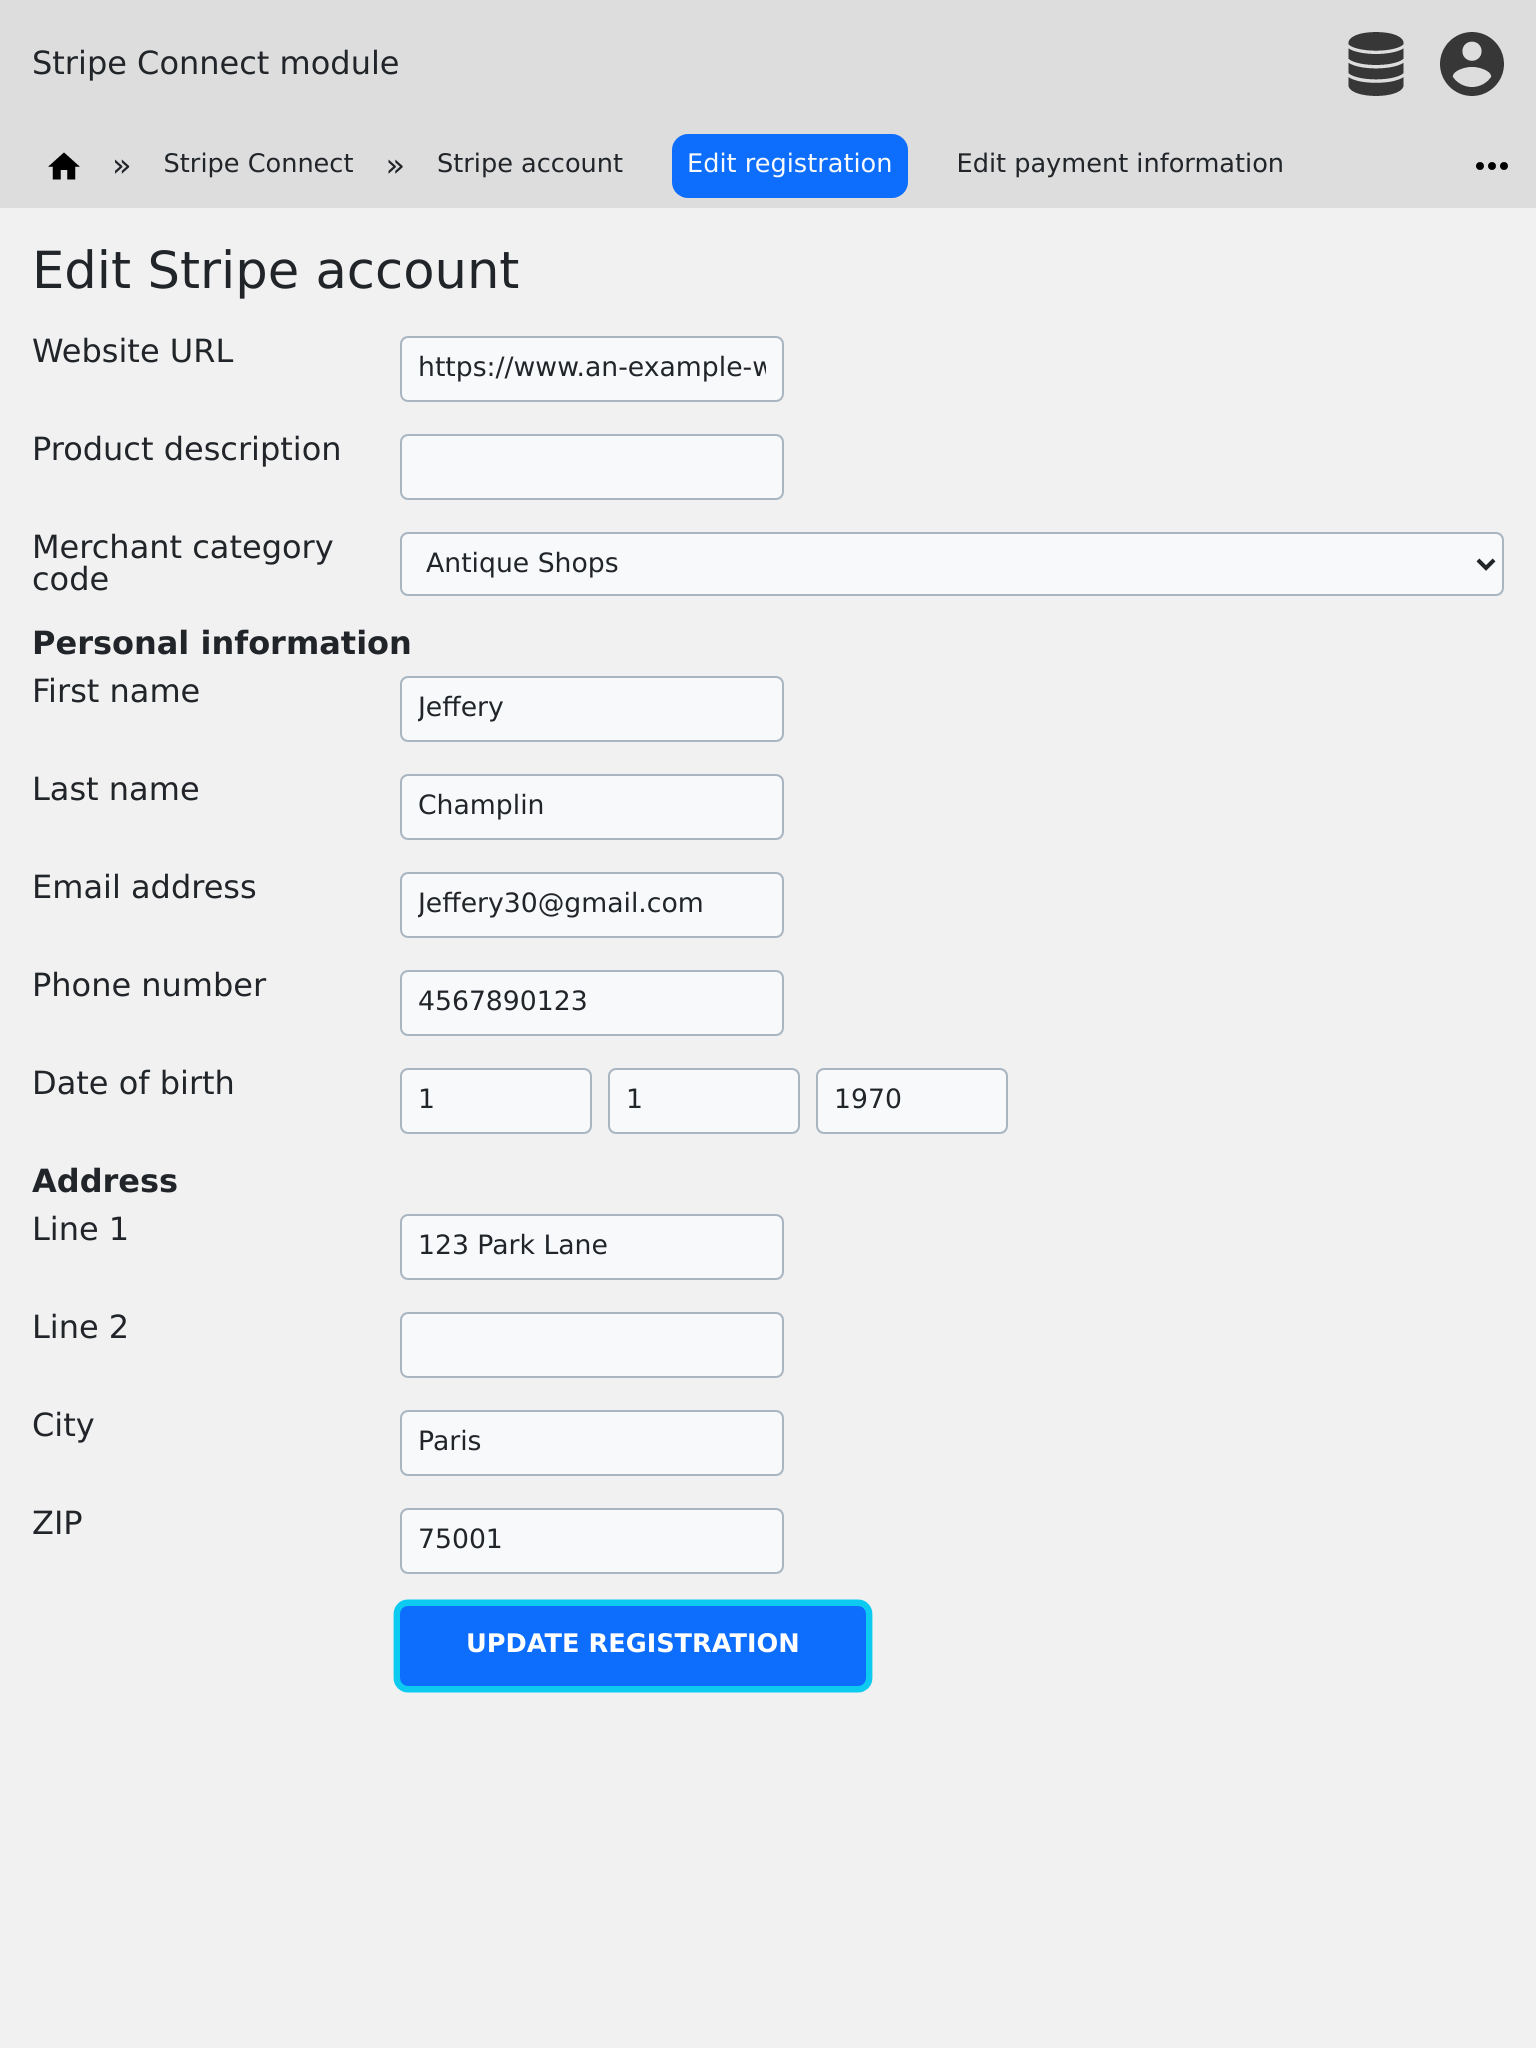 Stripe Connect module
» Stripe Connect » Stripe account Edit registration Edit payment information
Edit Stripe account
Website URL https://www.an-example-w
Product description
Merchant category code Antique Shops
Personal information
First name Jeffery
Last name Champlin
Email address Jeffery30@gmail.com
Phone number 4567890123
Date of birth 1 1 1970
Address
Line 1 123 Park Lane
Line 2
City Paris
ZIP 75001
UPDATE REGISTRATION